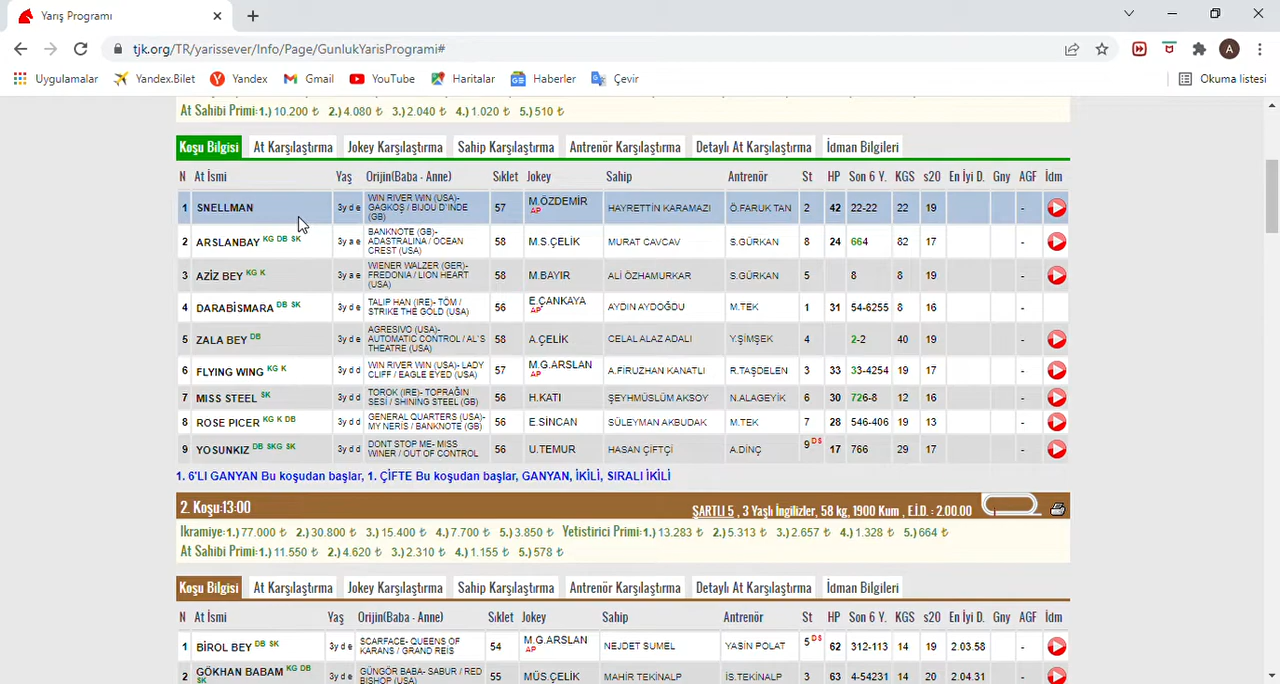 Yarış Programı
tjk.org/TR/yarissever/Info/Page/GunlukYarisProgrami#
A
Uygulamalar Yandex.Bilet Yandex Gmail YouTube Haritalar Haberler Çevir Okuma listesi
At Sahibi Primi:1.) 10.200 ₺ 2.) 4.080 ₺ 3.) 2.040 ₺ 4.) 1.020 ₺ 5.) 510 ₺
Koşu Bilgisi At Karşılaştırma Jokey Karşılaştırma Sahip Karşılaştırma Antrenör Karşılaştırma Detaylı At Karşılaştırma İdman Bilgileri
N At İsmi Yaş Orijin(Baba - Anne) Sıklet Jokey Sahip Antrenör St HP Son 6 Y. KGS s20 En İyi D. Gny AGF İdm
1 SNELLMAN 3y d e WIN RIVER WIN (USA)- GAGKOŞ / BIJOU D'INDE (GB) 57 M.ÖZDEMİR AP HAYRETTİN KARAMAZI Ö.FARUK TAN 2 42 22-22 22 19 -
2 ARSLANBAY KG DB SK 3y a e BANKNOTE (GB)- ADASTRALINA / OCEAN CREST (USA) 58 M.S.ÇELİK MURAT CAVCAV S.GÜRKAN 8 24 664 82 17 -
3 AZİZ BEY KG K 3y a e WIENER WALZER (GER)- FREDONIA / LION HEART (USA) 58 M.BAYIR ALİ ÖZHAMURKAR S.GÜRKAN 5 8 8 19 -
4 DARABİSMARA DB SK 3y d e TALIP HAN (IRE)- TÖM / STRIKE THE GOLD (USA) 56 E.ÇANKAYA AP AYDIN AYDOĞDU M.TEK 1 31 54-6255 8 16 -
5 ZALA BEY DB 3y d e AGRESIVO (USA)- AUTOMATIC CONTROL / AL'S THEATRE (USA) 58 A.ÇELİK CELAL ALAZ ADALI Y.ŞİMŞEK 4 2-2 40 19 -
6 FLYING WING KG K 3y d d WIN RIVER WIN (USA)- LADY CLIFF / EAGLE EYED (USA) 57 M.G.ARSLAN AP A.FIRUZHAN KANATLI R.TAŞDELEN 3 33 33-4254 19 17 -
7 MISS STEEL SK 3y d d TOROK (IRE)- TOPRAĞIN SESİ / SHINING STEEL (GB) 56 H.KATI ŞEYHMÜSLÜM AKSOY N.ALAGEYİK 6 30 726-8 12 16 -
8 ROSE PICER KG K DB 3y d d GENERAL QUARTERS (USA)- MY NERIS / BANKNOTE (GB) 56 E.SİNCAN SÜLEYMAN AKBUDAK M.TEK 7 28 546-406 19 13 -
9 YOSUNKIZ DB SKG SK 3y d d DONT STOP ME- MISS WINER / OUT OF CONTROL 56 U.TEMUR HASAN ÇİFTÇİ A.DİNÇ 9 DS 17 766 29 17 -
1. 6'LI GANYAN Bu koşudan başlar, 1. ÇİFTE Bu koşudan başlar, GANYAN, İKİLİ, SIRALI İKİLİ
2. Koşu:13:00 ŞARTLI 5 , 3 Yaşlı İngilizler, 58 kg, 1900 Kum , E.İ.D. : 2.00.00
Ikramiye:1.) 77.000 ₺ 2.) 30.800 ₺ 3.) 15.400 ₺ 4.) 7.700 ₺ 5.) 3.850 ₺ Yetistirici Primi:1.) 13.283 ₺ 2.) 5.313 ₺ 3.) 2.657 ₺ 4.) 1.328 ₺ 5.) 664 ₺
At Sahibi Primi:1.) 11.550 ₺ 2.) 4.620 ₺ 3.) 2.310 ₺ 4.) 1.155 ₺ 5.) 578 ₺
Koşu Bilgisi At Karşılaştırma Jokey Karşılaştırma Sahip Karşılaştırma Antrenör Karşılaştırma Detaylı At Karşılaştırma İdman Bilgileri
N At İsmi Yaş Orijin(Baba - Anne) Sıklet Jokey Sahip Antrenör St HP Son 6 Y. KGS s20 En İyi D. Gny AGF İdm
1 BİROL BEY DB SK 3y d e SCARFACE- QUEENS OF KARANS / GRAND REIS 54 M.G.ARSLAN AP NEJDET SUMEL YASİN POLAT 5 DS 62 312-113 14 19 2.03.58 -
2 GÖKHAN BABAM KG DB SK 3y d e GÜNGÖR BABA- SABUR / RED BISHOP (USA) 55 MÜS.ÇELİK MAHİR TEKİNALP İS.TEKİNALP 3 63 4-54231 14 20 2.04.31 -